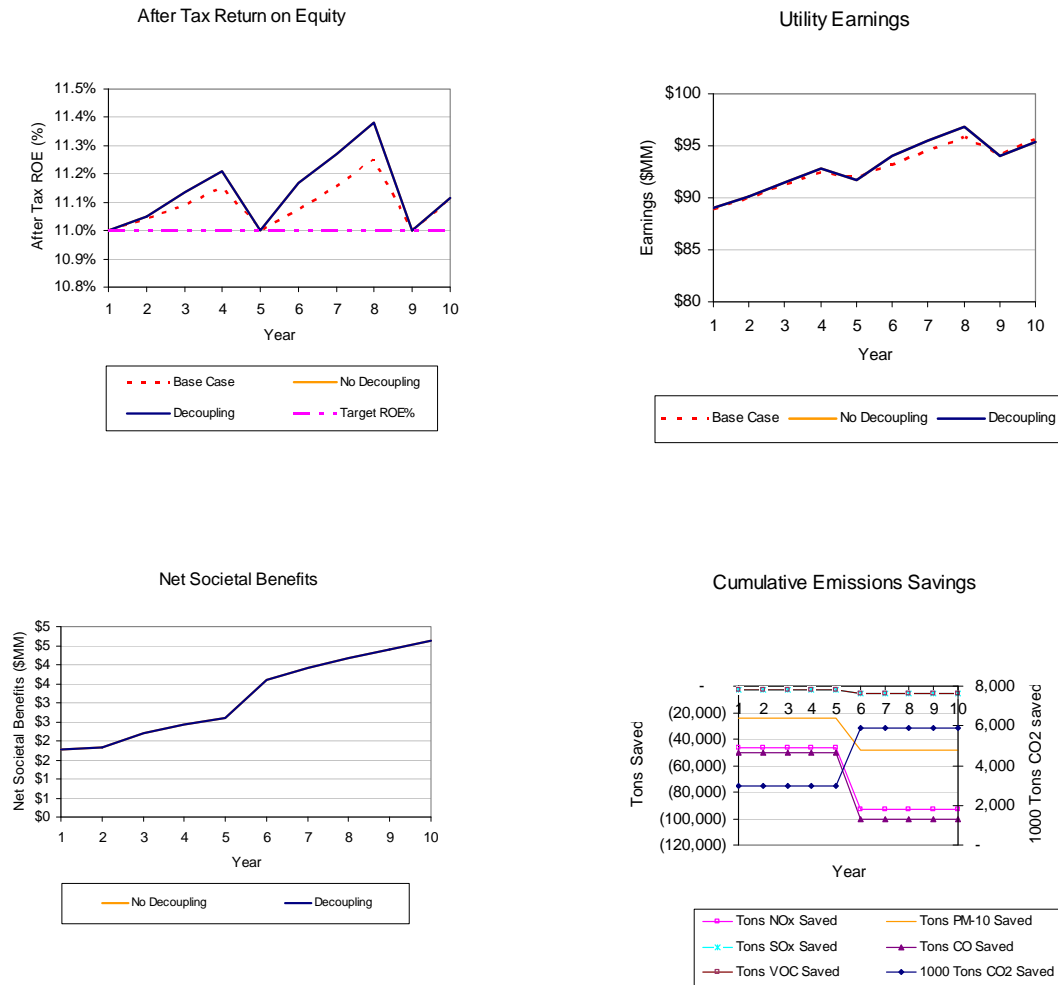 After Tax Return on Equity
After Tax ROE (%)
11.5%
11.4%
11.3%
11.2%
11.1%
11.0%
10.9%
10.8%
1 2 3 4 5 6 7 8 9 10
Year
Base Case No Decoupling
Decoupling Target ROE%
Utility Earnings
Earnings ($MM)
$100
$95
$90
$85
$80
1 2 3 4 5 6 7 8 9 10
Year
Base Case No Decoupling Decoupling
Net Societal Benefits
Net Societal Benefits ($MM)
$5
$5
$4
$4
$3
$3
$2
$2
$1
$1
$0
1 2 3 4 5 6 7 8 9 10
Year
No Decoupling Decoupling
Cumulative Emissions Savings
Tons Saved
-
(20,000)
(40,000)
(60,000)
(80,000)
(100,000)
(120,000)
1 2 3 4 5 6 7 8 9 10
8,000
6,000
4,000
2,000
-
1000 Tons CO2 saved
Year
Tons NOx Saved Tons PM-10 Saved
Tons SOx Saved Tons CO Saved
Tons VOC Saved 1000 Tons CO2 Saved